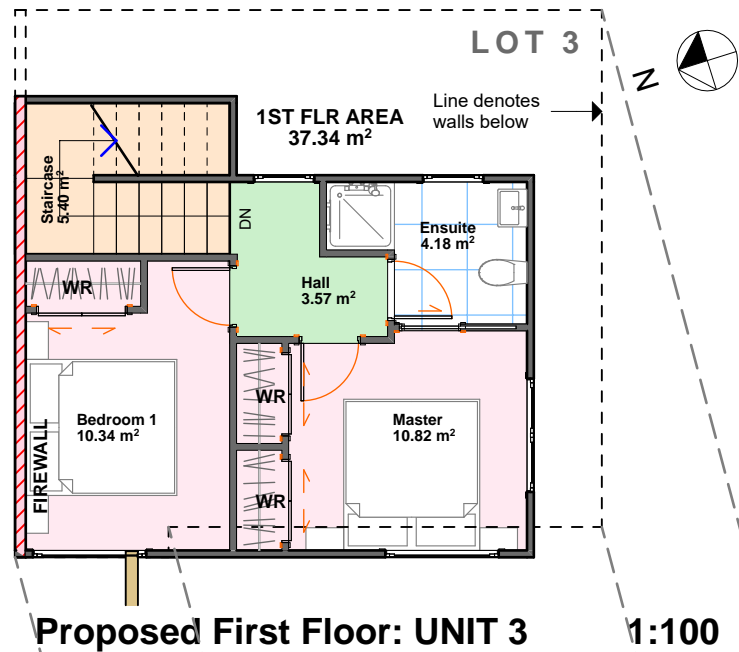 LOT 3
N
1ST FLR AREA
37.34 m²
Line denotes
walls below
Staircase
5.40 m²
DN
Ensuite
4.18 m²
WR
Hall
3.57 m²
Bedroom 1
10.34 m²
WR
Master
10.82 m²
FIREWALL
WR
Proposed First Floor: UNIT 3
1:100